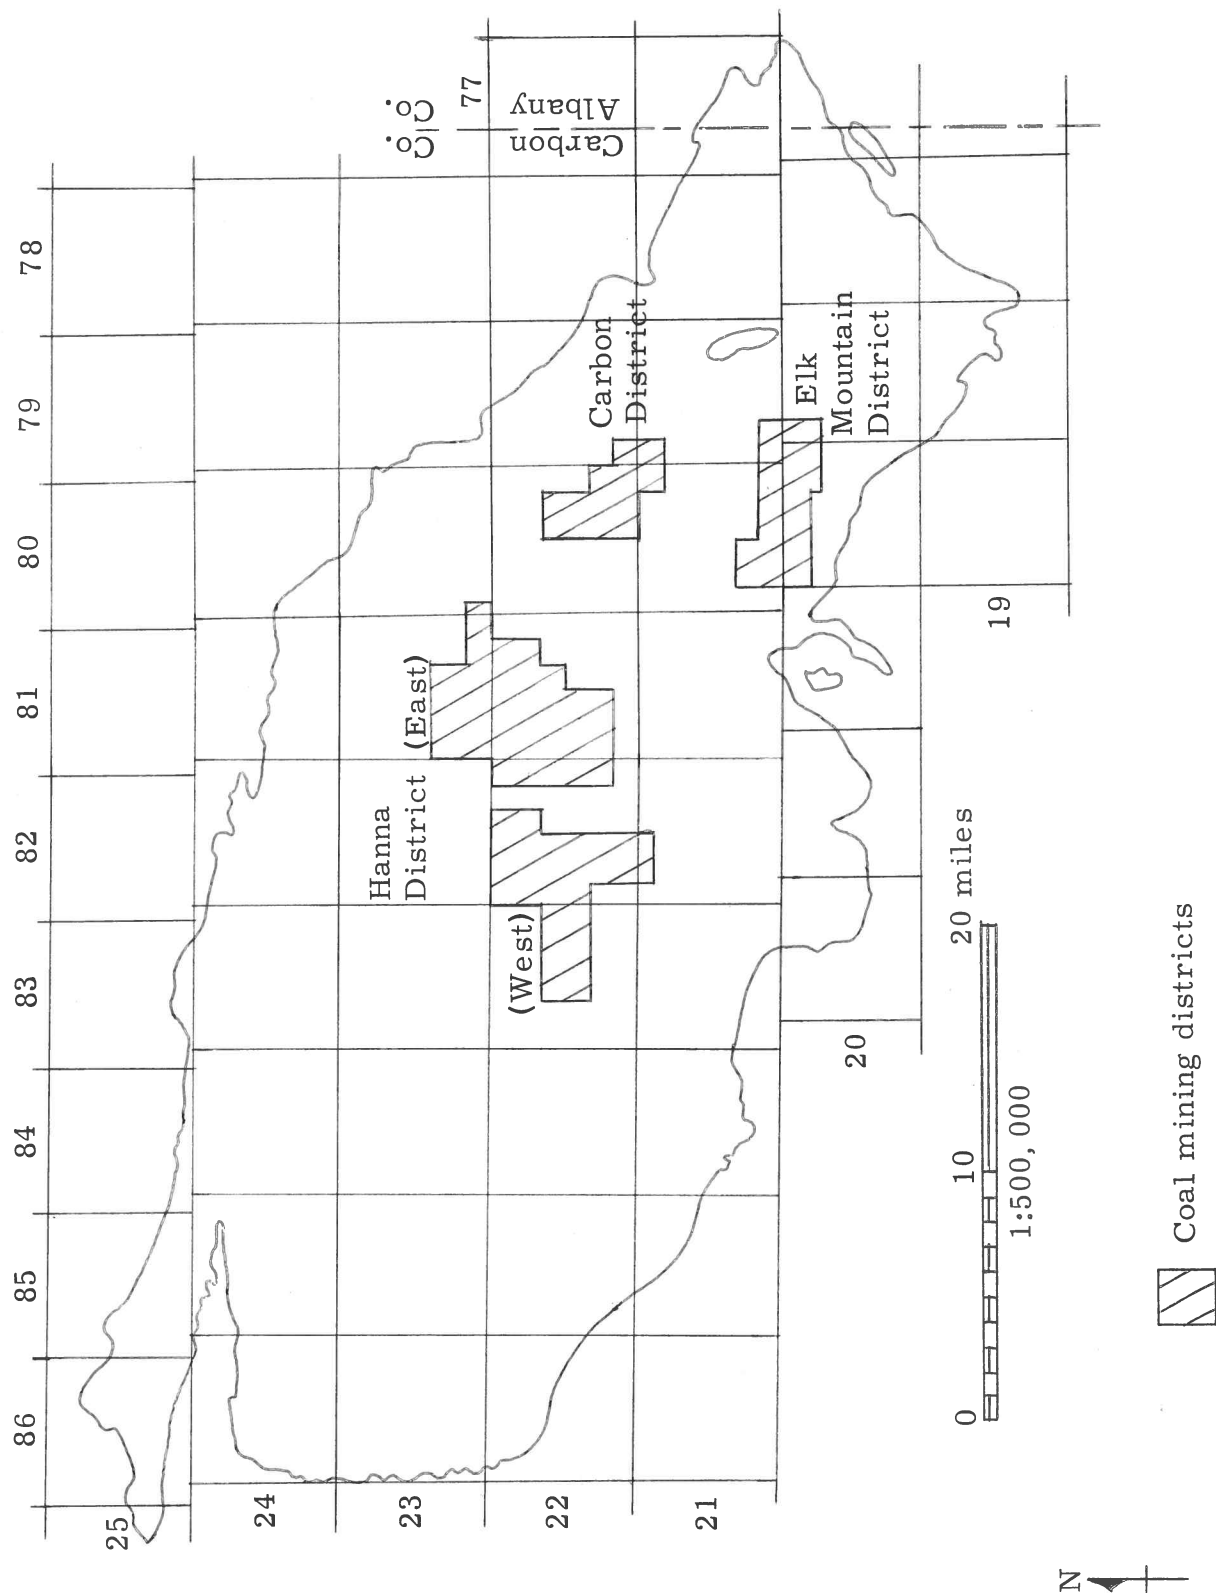 86 85 84 83 82 81 80 79 78
25
24
23
22
21
20
19
77
Carbon Co.
Albany Co.
Hanna
District
(East)
(West)
Carbon
District
Elk
Mountain
District
0 10 20 miles
1:500,000
Coal mining districts
N